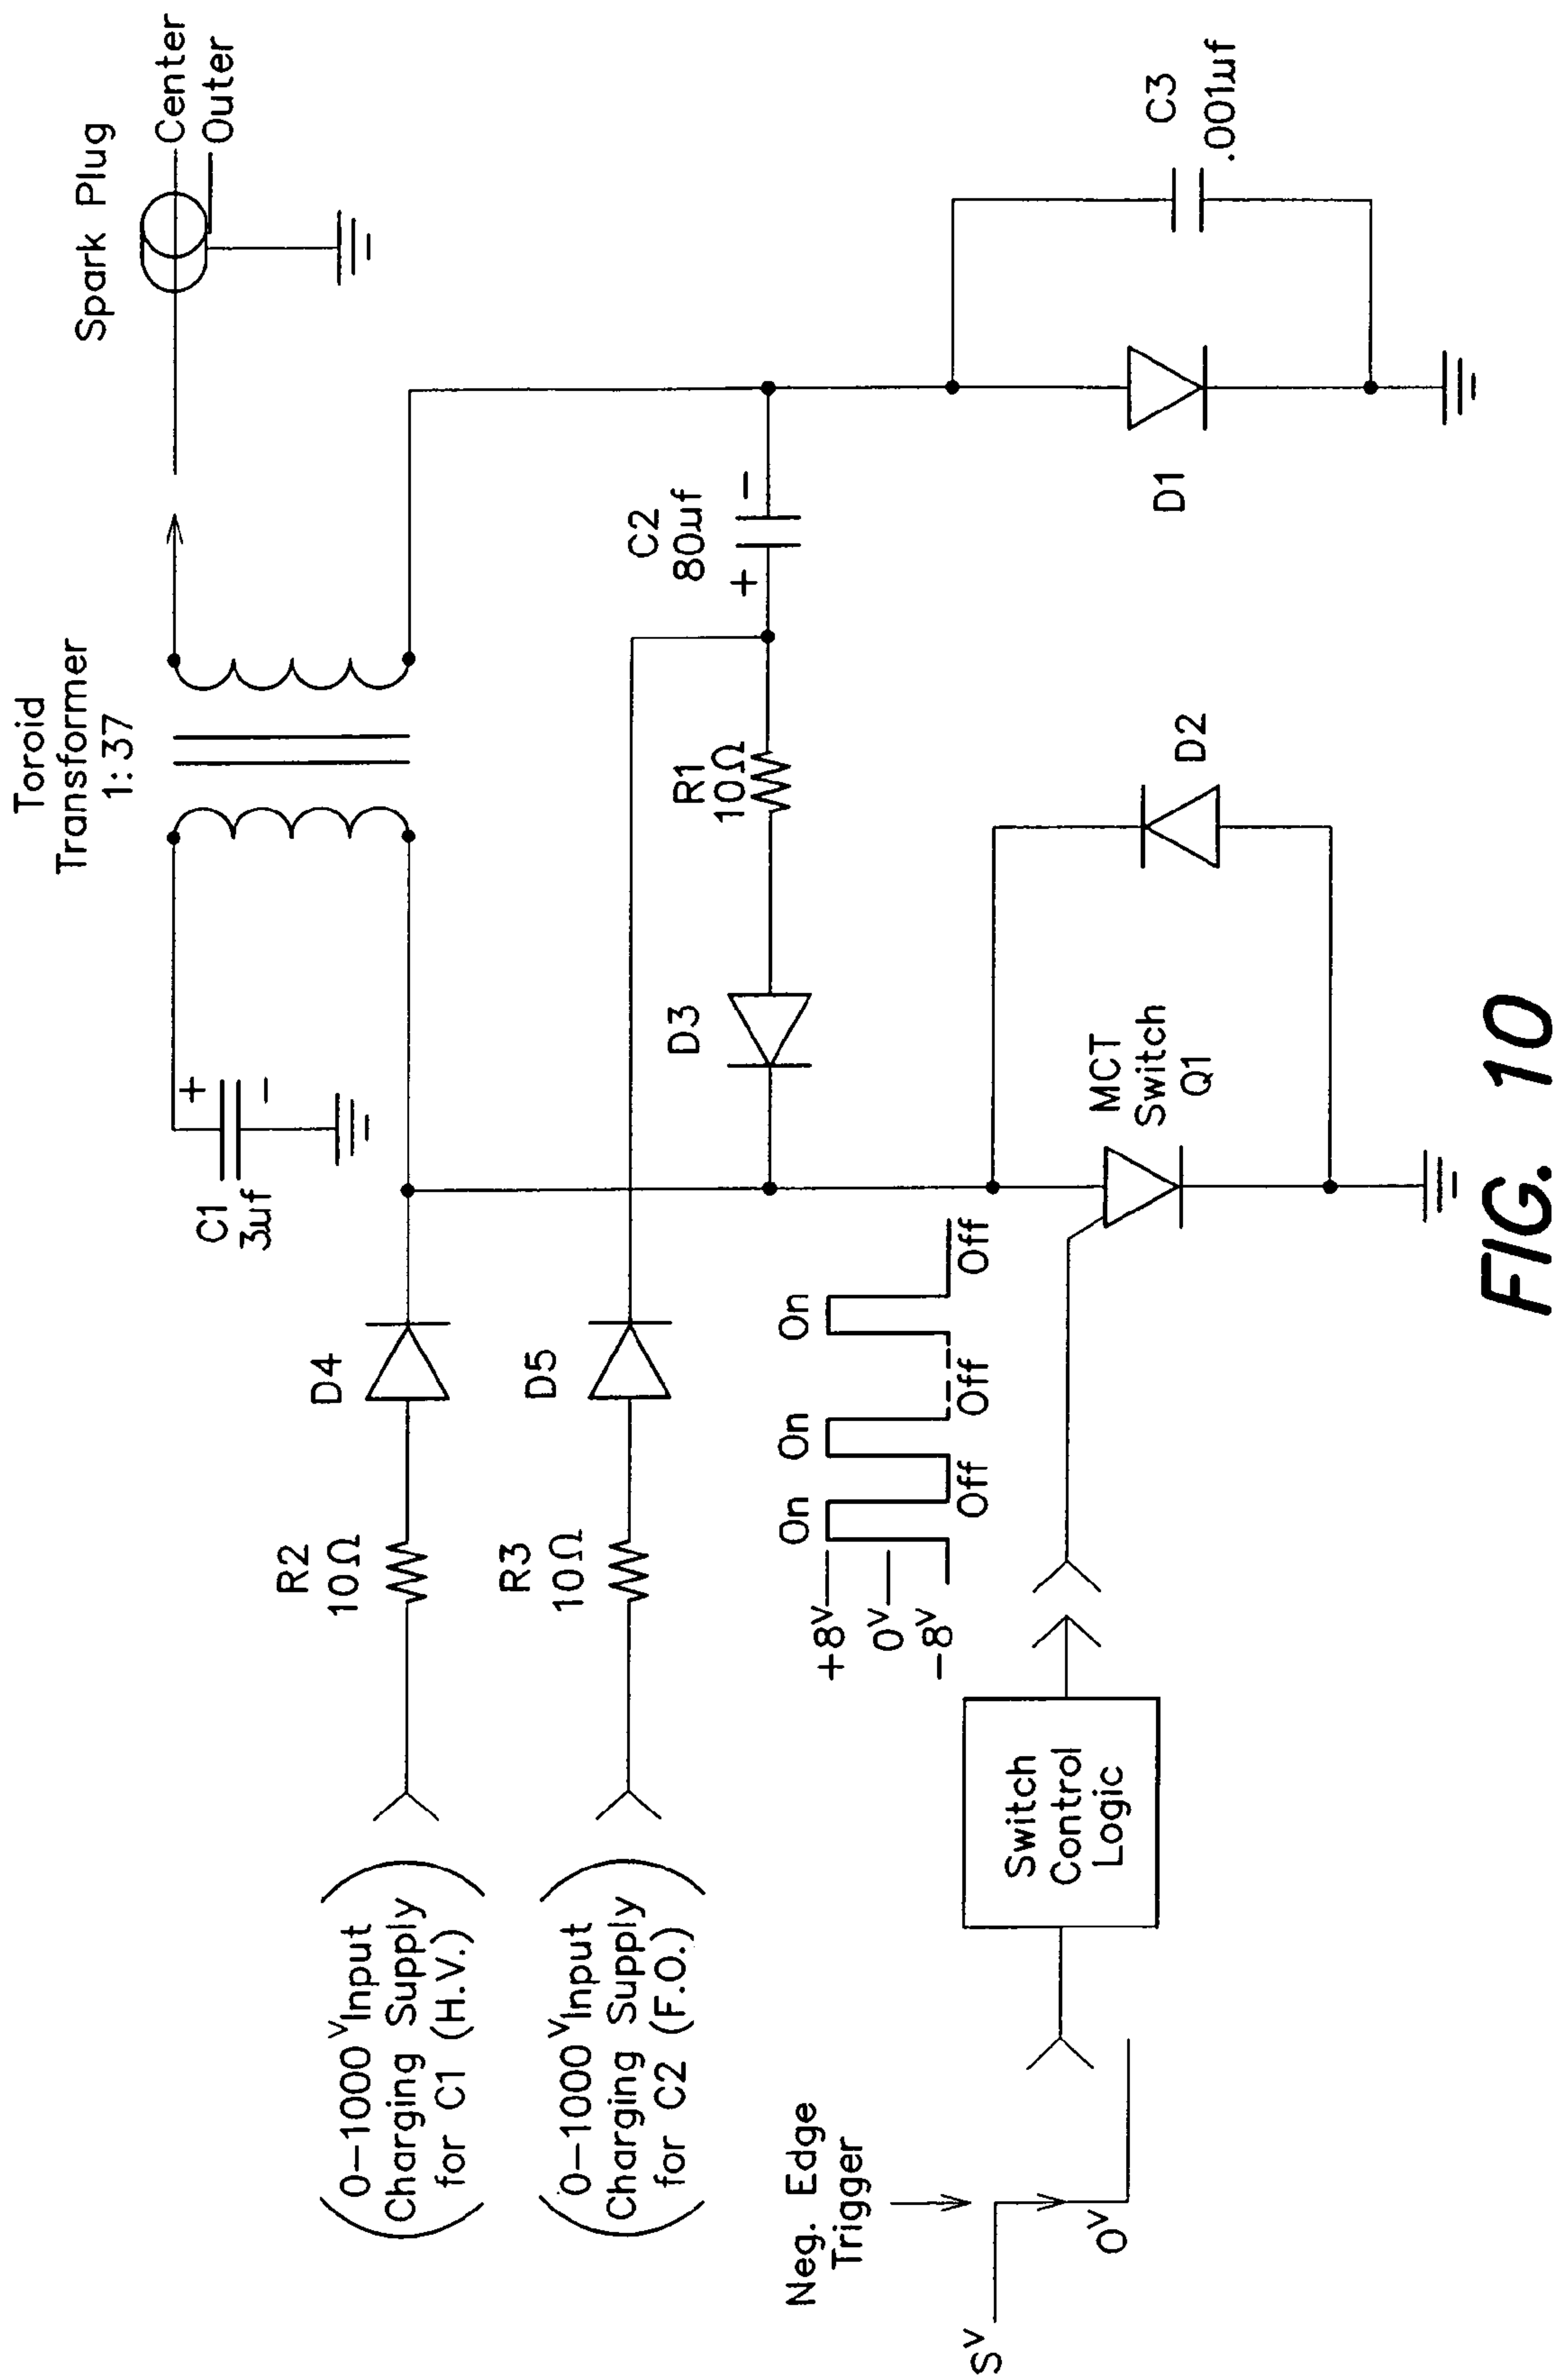 Toroid
Transformer
1:37
Spark Plug
Center
Outer
C1
3uf
+
−
R2
10Ω
D4
R3
10Ω
D5
(0–1000V Input
Charging Supply
for C1 (H.V.))
(0–1000V Input
Charging Supply
for C2 (F.O.))
C2
80uf
+
−
R1
10Ω
D3
On
On
On
+8V
0V
−8V
Off
Off
Off
MCT
Switch
Q1
D2
D1
C3
.001uf
Neg. Edge
Trigger
SV
0V
Switch
Control
Logic
FIG. 10